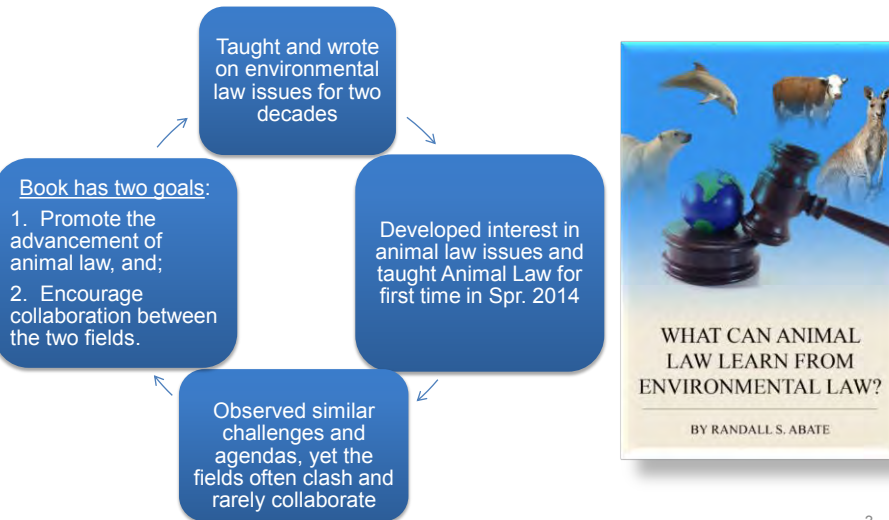 Taught and wrote
on environmental
law issues for two
decades
Developed interest in
animal law issues and
taught Animal Law for
first time in Spr. 2014
Observed similar
challenges and
agendas, yet the
fields often clash and
rarely collaborate
Book has two goals:
1. Promote the
advancement of
animal law, and;
2. Encourage
collaboration between
the two fields.
WHAT CAN ANIMAL
LAW LEARN FROM
ENVIRONMENTAL LAW?
BY RANDALL S. ABATE